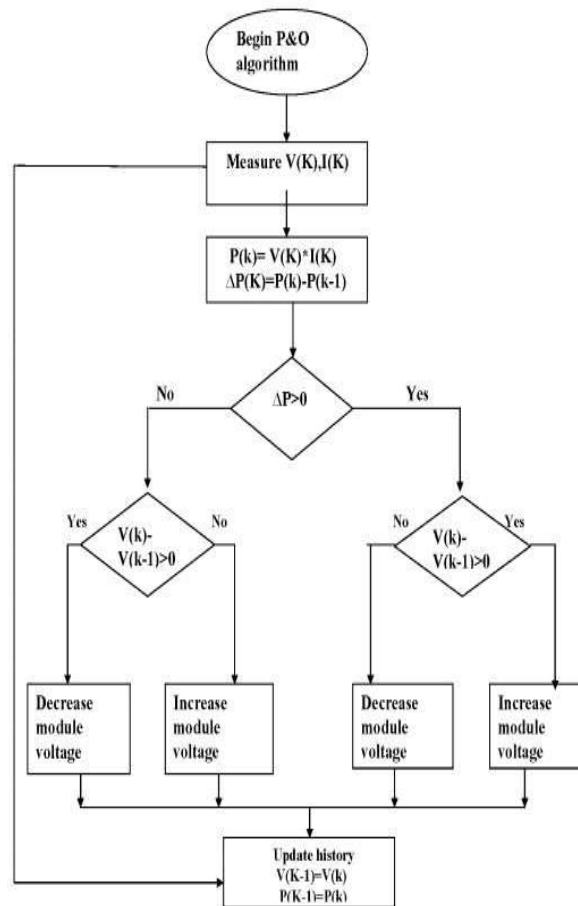 Begin P&O
algorithm
Measure V(K),I(K)
P(k)= V(K)*I(K)
ΔP(K)=P(k)-P(k-1)
No
ΔP>0
Yes
Yes
V(k)-
V(k-1)>0
No
No
V(k)-
V(k-1)>0
Yes
Decrease
module
voltage
Increase
module
voltage
Decrease
module
voltage
Increase
module
voltage
Update history
V(K-1)=V(k)
P(K-1)=P(k)